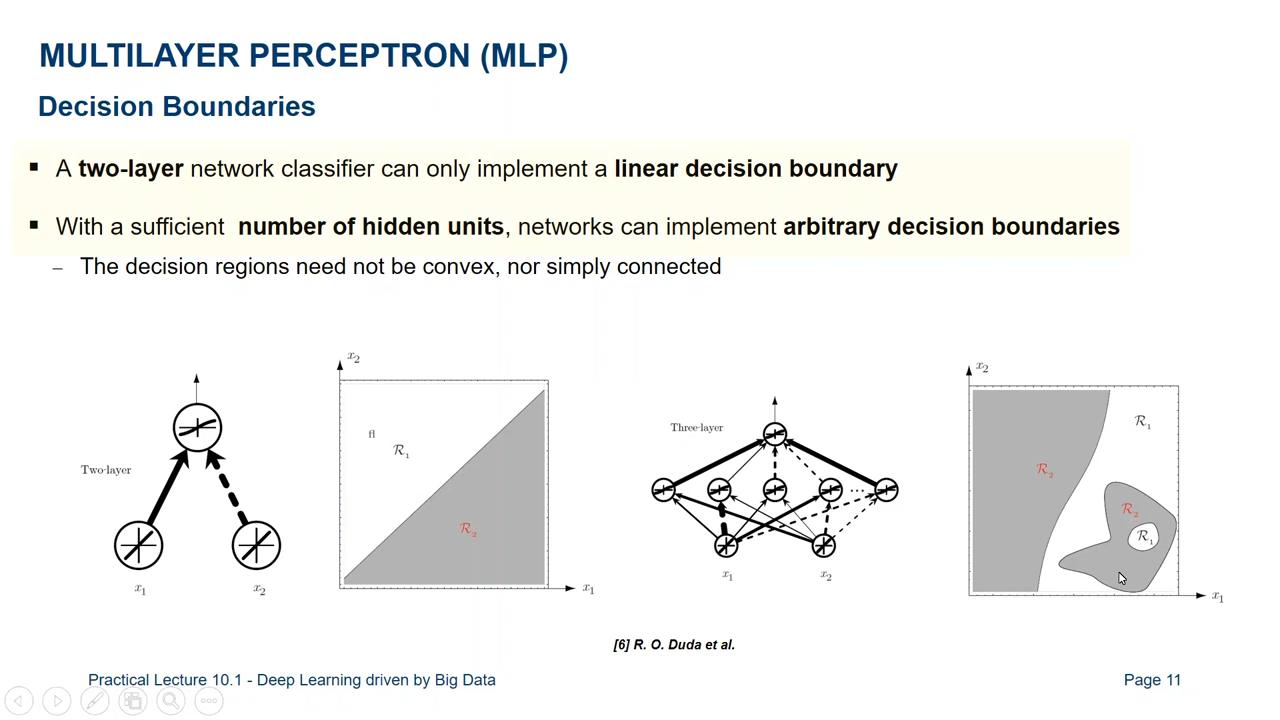 MULTILAYER PERCEPTRON (MLP)
Decision Boundaries
▪ A two-layer network classifier can only implement a linear decision boundary
▪ With a sufficient number of hidden units, networks can implement arbitrary decision boundaries
– The decision regions need not be convex, nor simply connected
Two-layer
x1
x2
x2
fl
R1
R2
x1
Three-layer
...
x1
x2
x2
R1
R2
R2
R1
x1
[6] R. O. Duda et al.
Practical Lecture 10.1 - Deep Learning driven by Big Data
Page 11